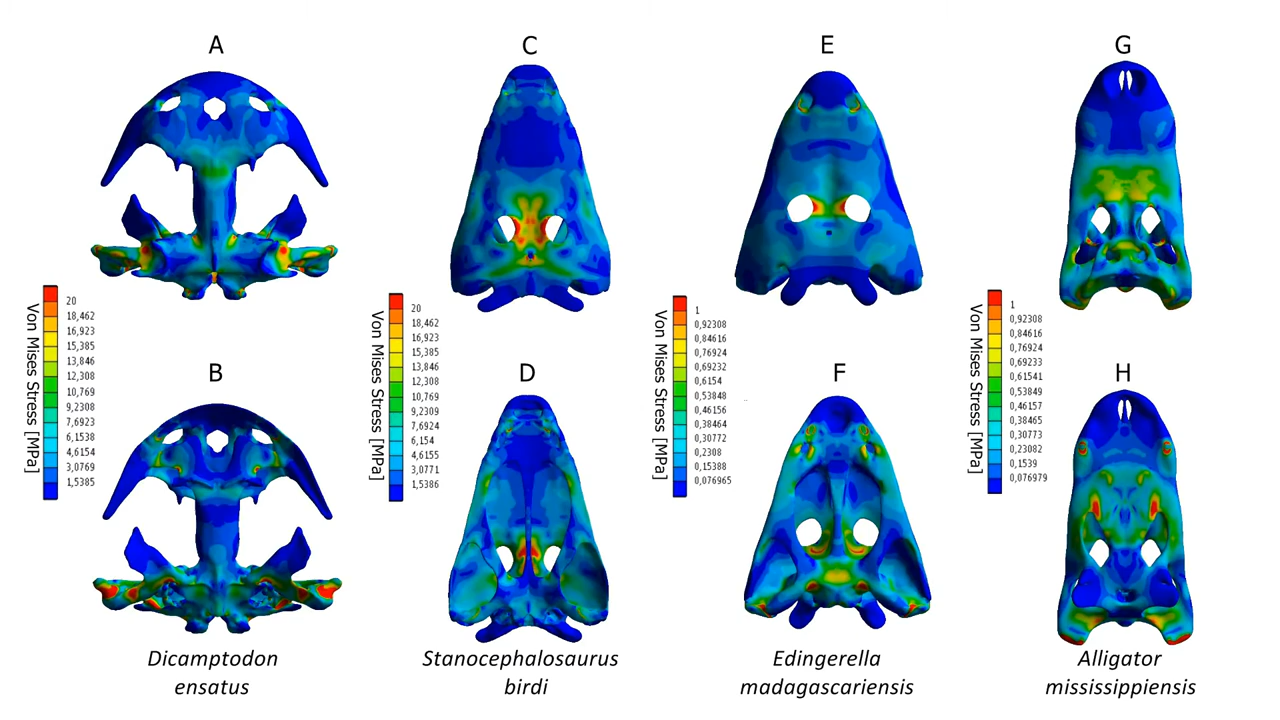 A
C
E
G
20
18,462
16,923
15,385
13,846
12,308
10,769
9,2308
7,6923
6,1538
4,6154
3,0769
1,5385
Von Mises Stress [MPa]
20
18,462
16,923
15,385
13,846
12,308
10,769
9,2309
7,6924
6,154
4,6155
3,0771
1,5386
Von Mises Stress [MPa]
1
0,92308
0,84616
0,76924
0,69232
0,6154
0,53848
0,46156
0,38464
0,30772
0,2308
0,15388
0,076965
Von Mises Stress [MPa]
1
0,92308
0,84616
0,76924
0,69233
0,61541
0,53849
0,46157
0,38465
0,30773
0,23082
0,1539
0,076979
Von Mises Stress [MPa]
B
D
F
H
Dicamptodon
ensatus
Stanocephalosaurus
birdi
Edingerella
madagascariensis
Alligator
mississippiensis